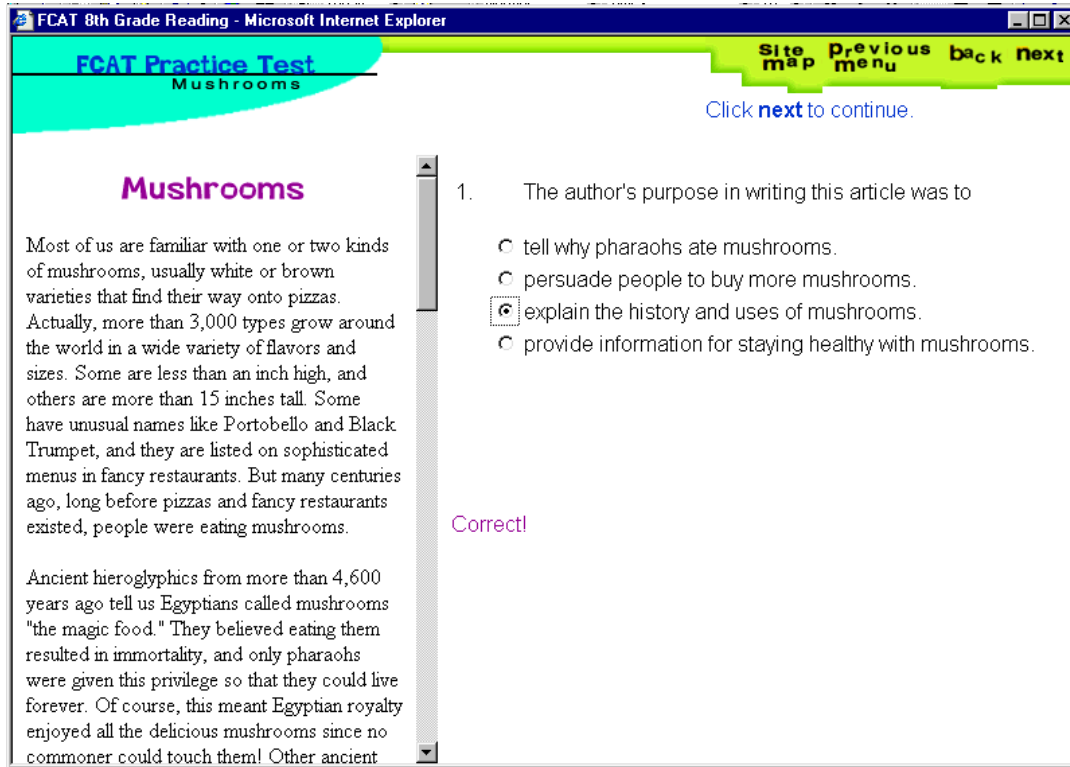 FCAT 8th Grade Reading - Microsoft Internet Explorer
FCAT Practice Test
Mushrooms
site map previous menu back next
Click next to continue.
Mushrooms
Most of us are familiar with one or two kinds
of mushrooms, usually white or brown
varieties that find their way onto pizzas.
Actually, more than 3,000 types grow around
the world in a wide variety of flavors and
sizes. Some are less than an inch high, and
others are more than 15 inches tall. Some
have unusual names like Portobello and Black
Trumpet, and they are listed on sophisticated
menus in fancy restaurants. But many centuries
ago, long before pizzas and fancy restaurants
existed, people were eating mushrooms.
Ancient hieroglyphics from more than 4,600
years ago tell us Egyptians called mushrooms
"the magic food." They believed eating them
resulted in immortality, and only pharaohs
were given this privilege so that they could live
forever. Of course, this meant Egyptian royalty
enjoyed all the delicious mushrooms since no
commoner could touch them! Other ancient
1. The author's purpose in writing this article was to
tell why pharaohs ate mushrooms.
persuade people to buy more mushrooms.
explain the history and uses of mushrooms.
provide information for staying healthy with mushrooms.
Correct!